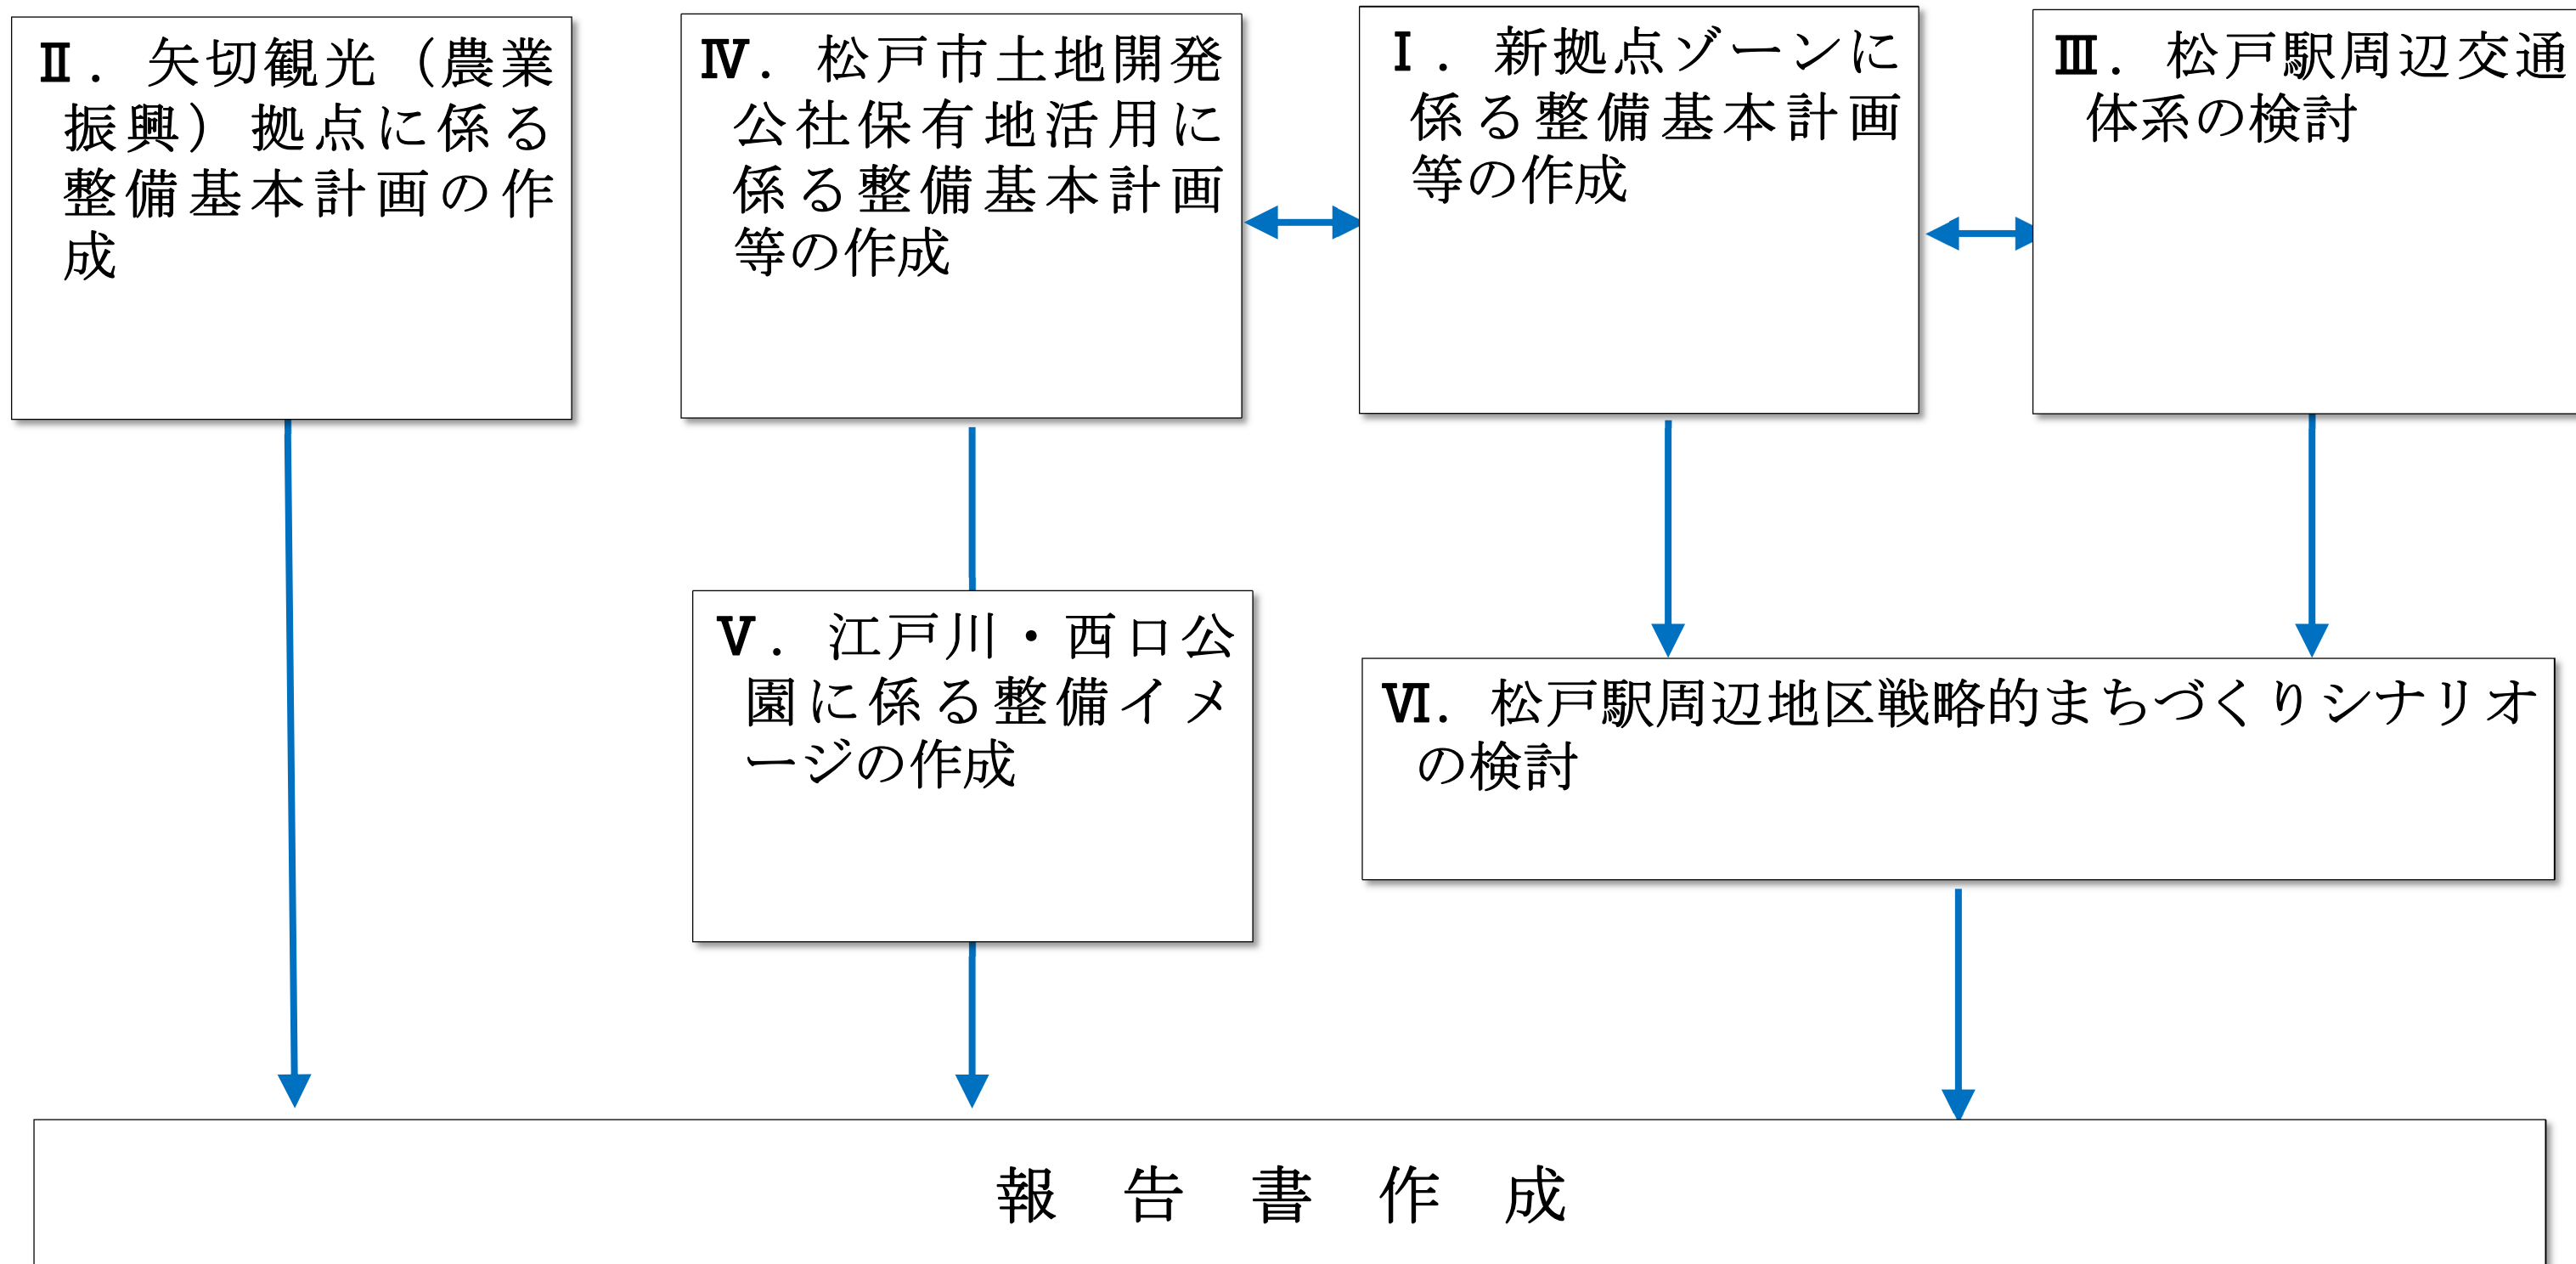 Ⅱ．矢切観光（農業
振興）拠点に係る
整備基本計画の作
成
Ⅳ．松戸市土地開発
公社保有地活用に
係る整備基本計画
等の作成
Ⅰ．新拠点ゾーンに
係る整備基本計画
等の作成
Ⅲ．松戸駅周辺交通
体系の検討
Ⅴ．江戸川・西口公
園に係る整備イメ
ージの作成
Ⅵ．松戸駅周辺地区戦略的まちづくりシナリオ
の検討
報　告　書　作　成